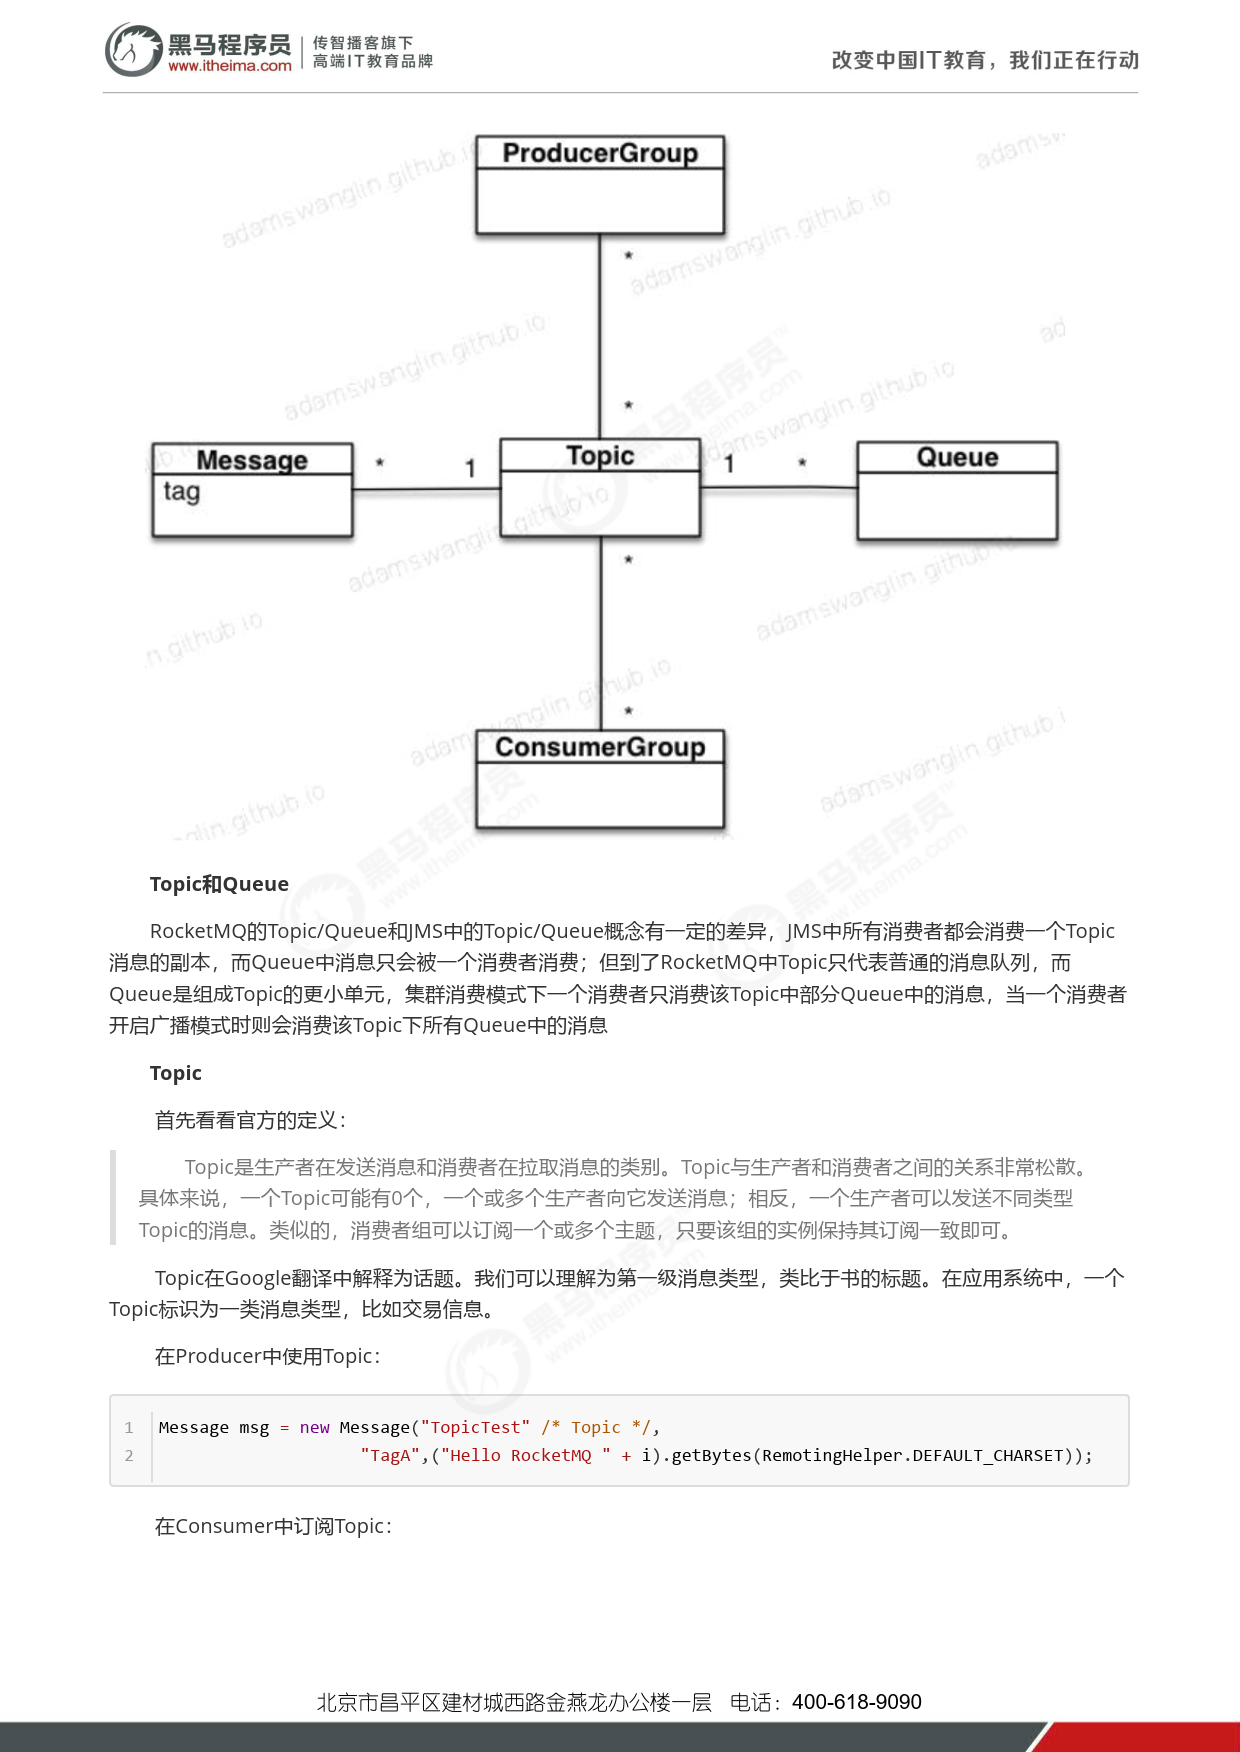 黑马程序员
www.itheima.com
传智播客旗下
高端IT教育品牌
改变中国IT教育，我们正在行动
ProducerGroup
*
*
Message
tag
*
1
Topic
1
*
Queue
*
*
ConsumerGroup
adamswanglin.github.io
黑马程序员™
www.itheima.com
Topic和Queue
RocketMQ的Topic/Queue和JMS中的Topic/Queue概念有一定的差异，JMS中所有消费者都会消费一个Topic
消息的副本，而Queue中消息只会被一个消费者消费；但到了RocketMQ中Topic只代表普通的消息队列，而
Queue是组成Topic的更小单元，集群消费模式下一个消费者只消费该Topic中部分Queue中的消息，当一个消费者
开启广播模式时则会消费该Topic下所有Queue中的消息
Topic
首先看看官方的定义：
Topic是生产者在发送消息和消费者在拉取消息的类别。Topic与生产者和消费者之间的关系非常松散。
具体来说，一个Topic可能有0个，一个或多个生产者向它发送消息；相反，一个生产者可以发送不同类型
Topic的消息。类似的，消费者组可以订阅一个或多个主题，只要该组的实例保持其订阅一致即可。
Topic在Google翻译中解释为话题。我们可以理解为第一级消息类型，类比于书的标题。在应用系统中，一个
Topic标识为一类消息类型，比如交易信息。
在Producer中使用Topic：
1 Message msg = new Message("TopicTest" /* Topic */,
2 "TagA",("Hello RocketMQ " + i).getBytes(RemotingHelper.DEFAULT_CHARSET));
在Consumer中订阅Topic：
北京市昌平区建材城西路金燕龙办公楼一层 电话：400-618-9090